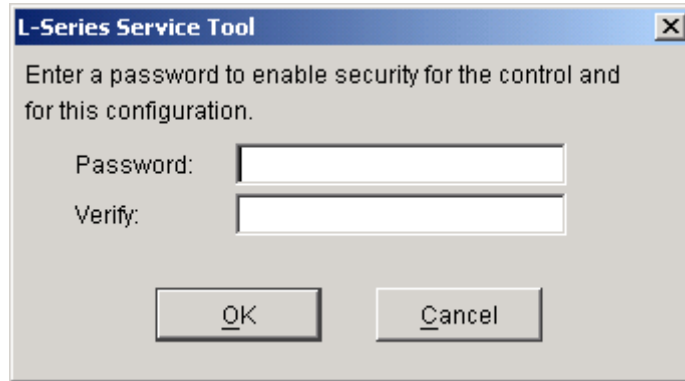 L-Series Service Tool
Enter a password to enable security for the control and
for this configuration.
Password:
Verify:
OK
Cancel